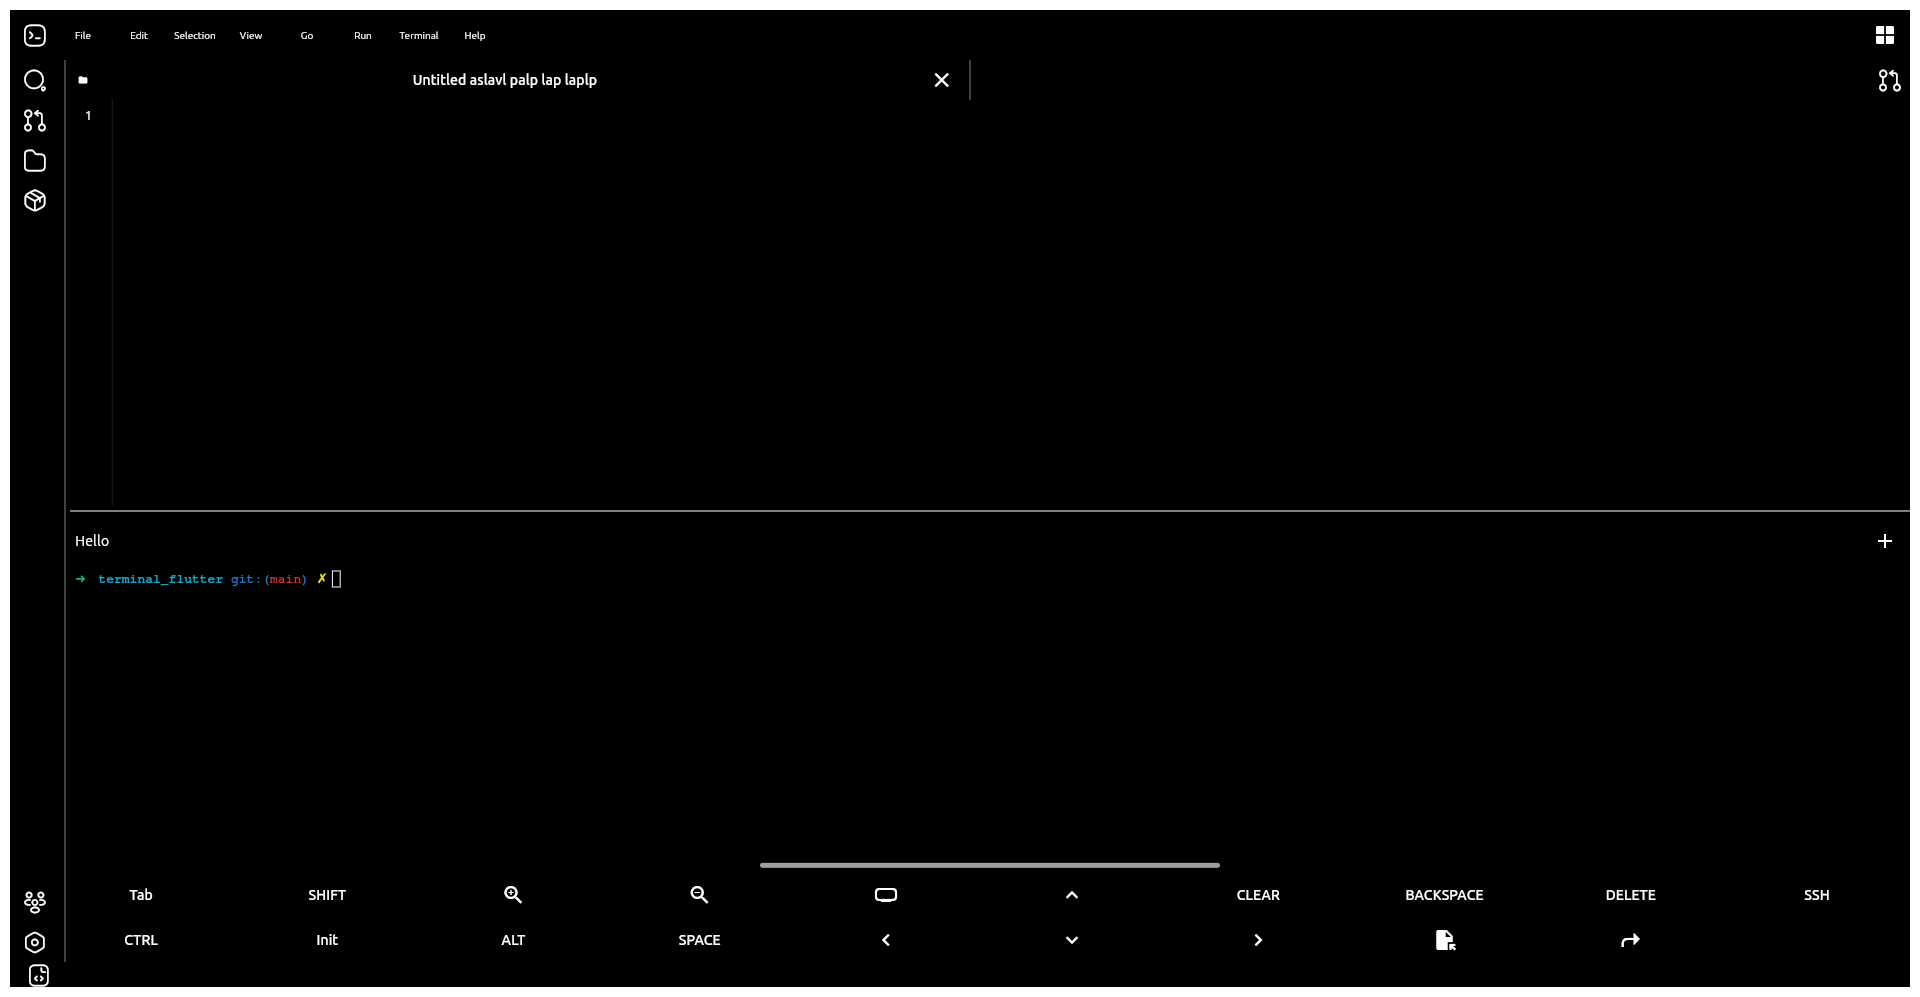 File Edit Selection View Go Run Terminal Help
Untitled aslavl palp lap laplp
1
Hello
➜ terminal_flutter git:(main) ✗
Tab SHIFT CLEAR BACKSPACE DELETE SSH
CTRL Init ALT SPACE